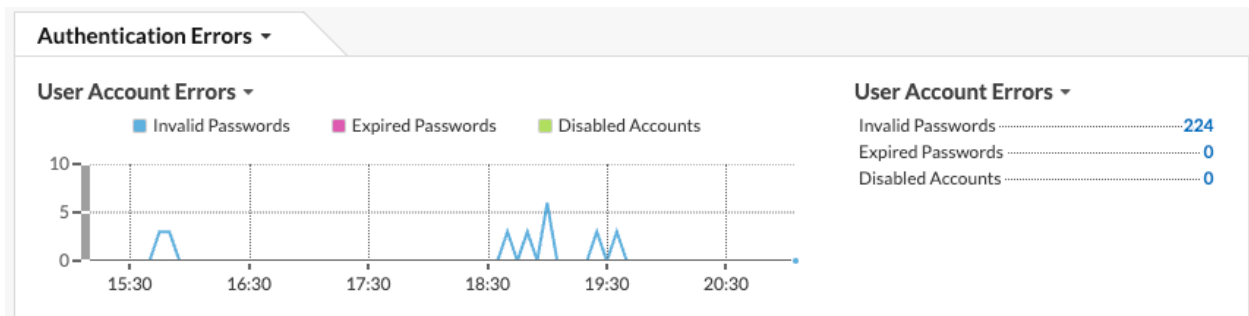 Authentication Errors
User Account Errors
Invalid Passwords Expired Passwords Disabled Accounts
10
5
0
15:30 16:30 17:30 18:30 19:30 20:30
User Account Errors
Invalid Passwords 224
Expired Passwords 0
Disabled Accounts 0